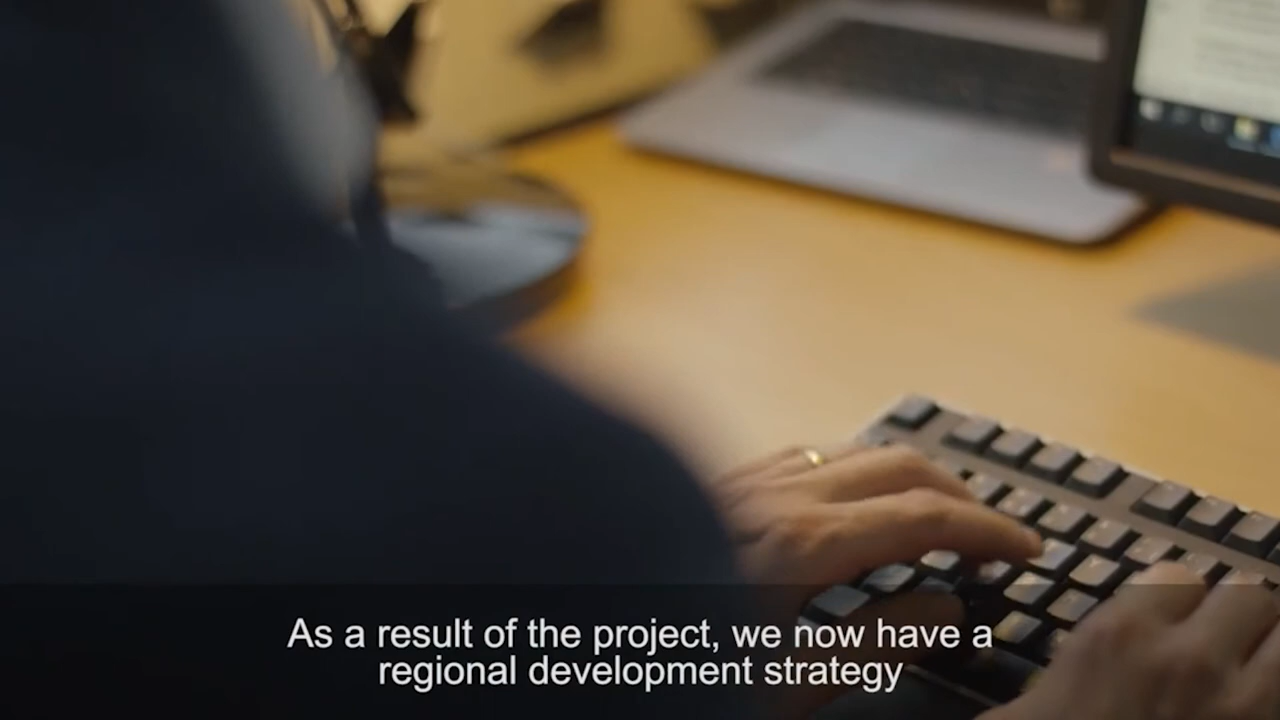 As a result of the project, we now have a
regional development strategy